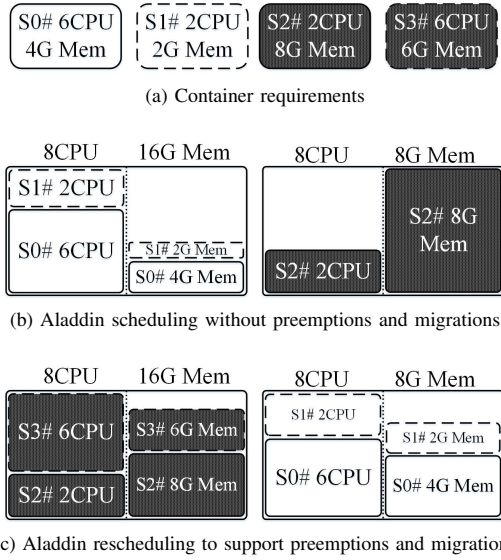 S0# 6CPU
4G Mem
S1# 2CPU
2G Mem
S2# 2CPU
8G Mem
S3# 6CPU
6G Mem
(a) Container requirements
8CPU 16G Mem
S1# 2CPU
S0# 6CPU
S1# 2G Mem
S0# 4G Mem
8CPU 8G Mem
S2# 2CPU
S2# 8G
Mem
(b) Aladdin scheduling without preemptions and migrations
8CPU 16G Mem
S3# 6CPU
S2# 2CPU
S3# 6G Mem
S2# 8G Mem
8CPU 8G Mem
S1# 2CPU
S0# 6CPU
S1# 2G Mem
S0# 4G Mem
c) Aladdin rescheduling to support preemptions and migration